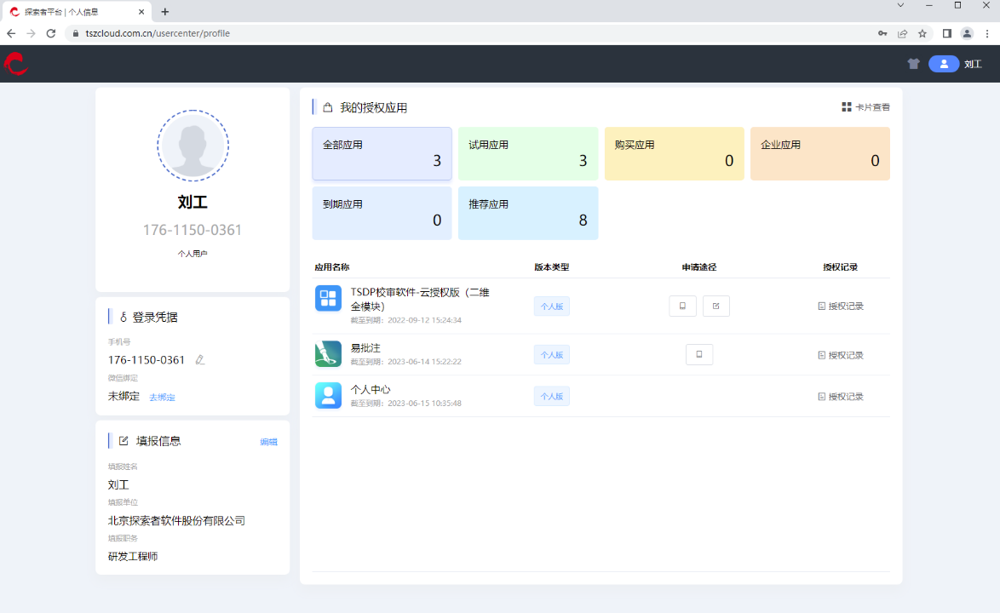 探索者平台 | 个人信息
tszcloud.com.cn/usercenter/profile
刘工
刘工
176-1150-0361
个人用户
登录凭据
手机号
176-1150-0361
微信绑定
未绑定 去绑定
填报信息 编辑
填报姓名
刘工
填报单位
北京探索者软件股份有限公司
填报职务
研发工程师
我的授权应用 卡片查看
全部应用 3
试用应用 3
购买应用 0
企业应用 0
到期应用 0
推荐应用 8
应用名称 版本类型 申请途径 授权记录
TSDP校审软件-云授权版（二维
全模块）
截至到期：2022-09-12 15:24:34
个人版 授权记录
易批注
截至到期：2023-06-14 15:22:22
个人版 授权记录
个人中心
截至到期：2023-06-15 10:35:48
个人版 授权记录